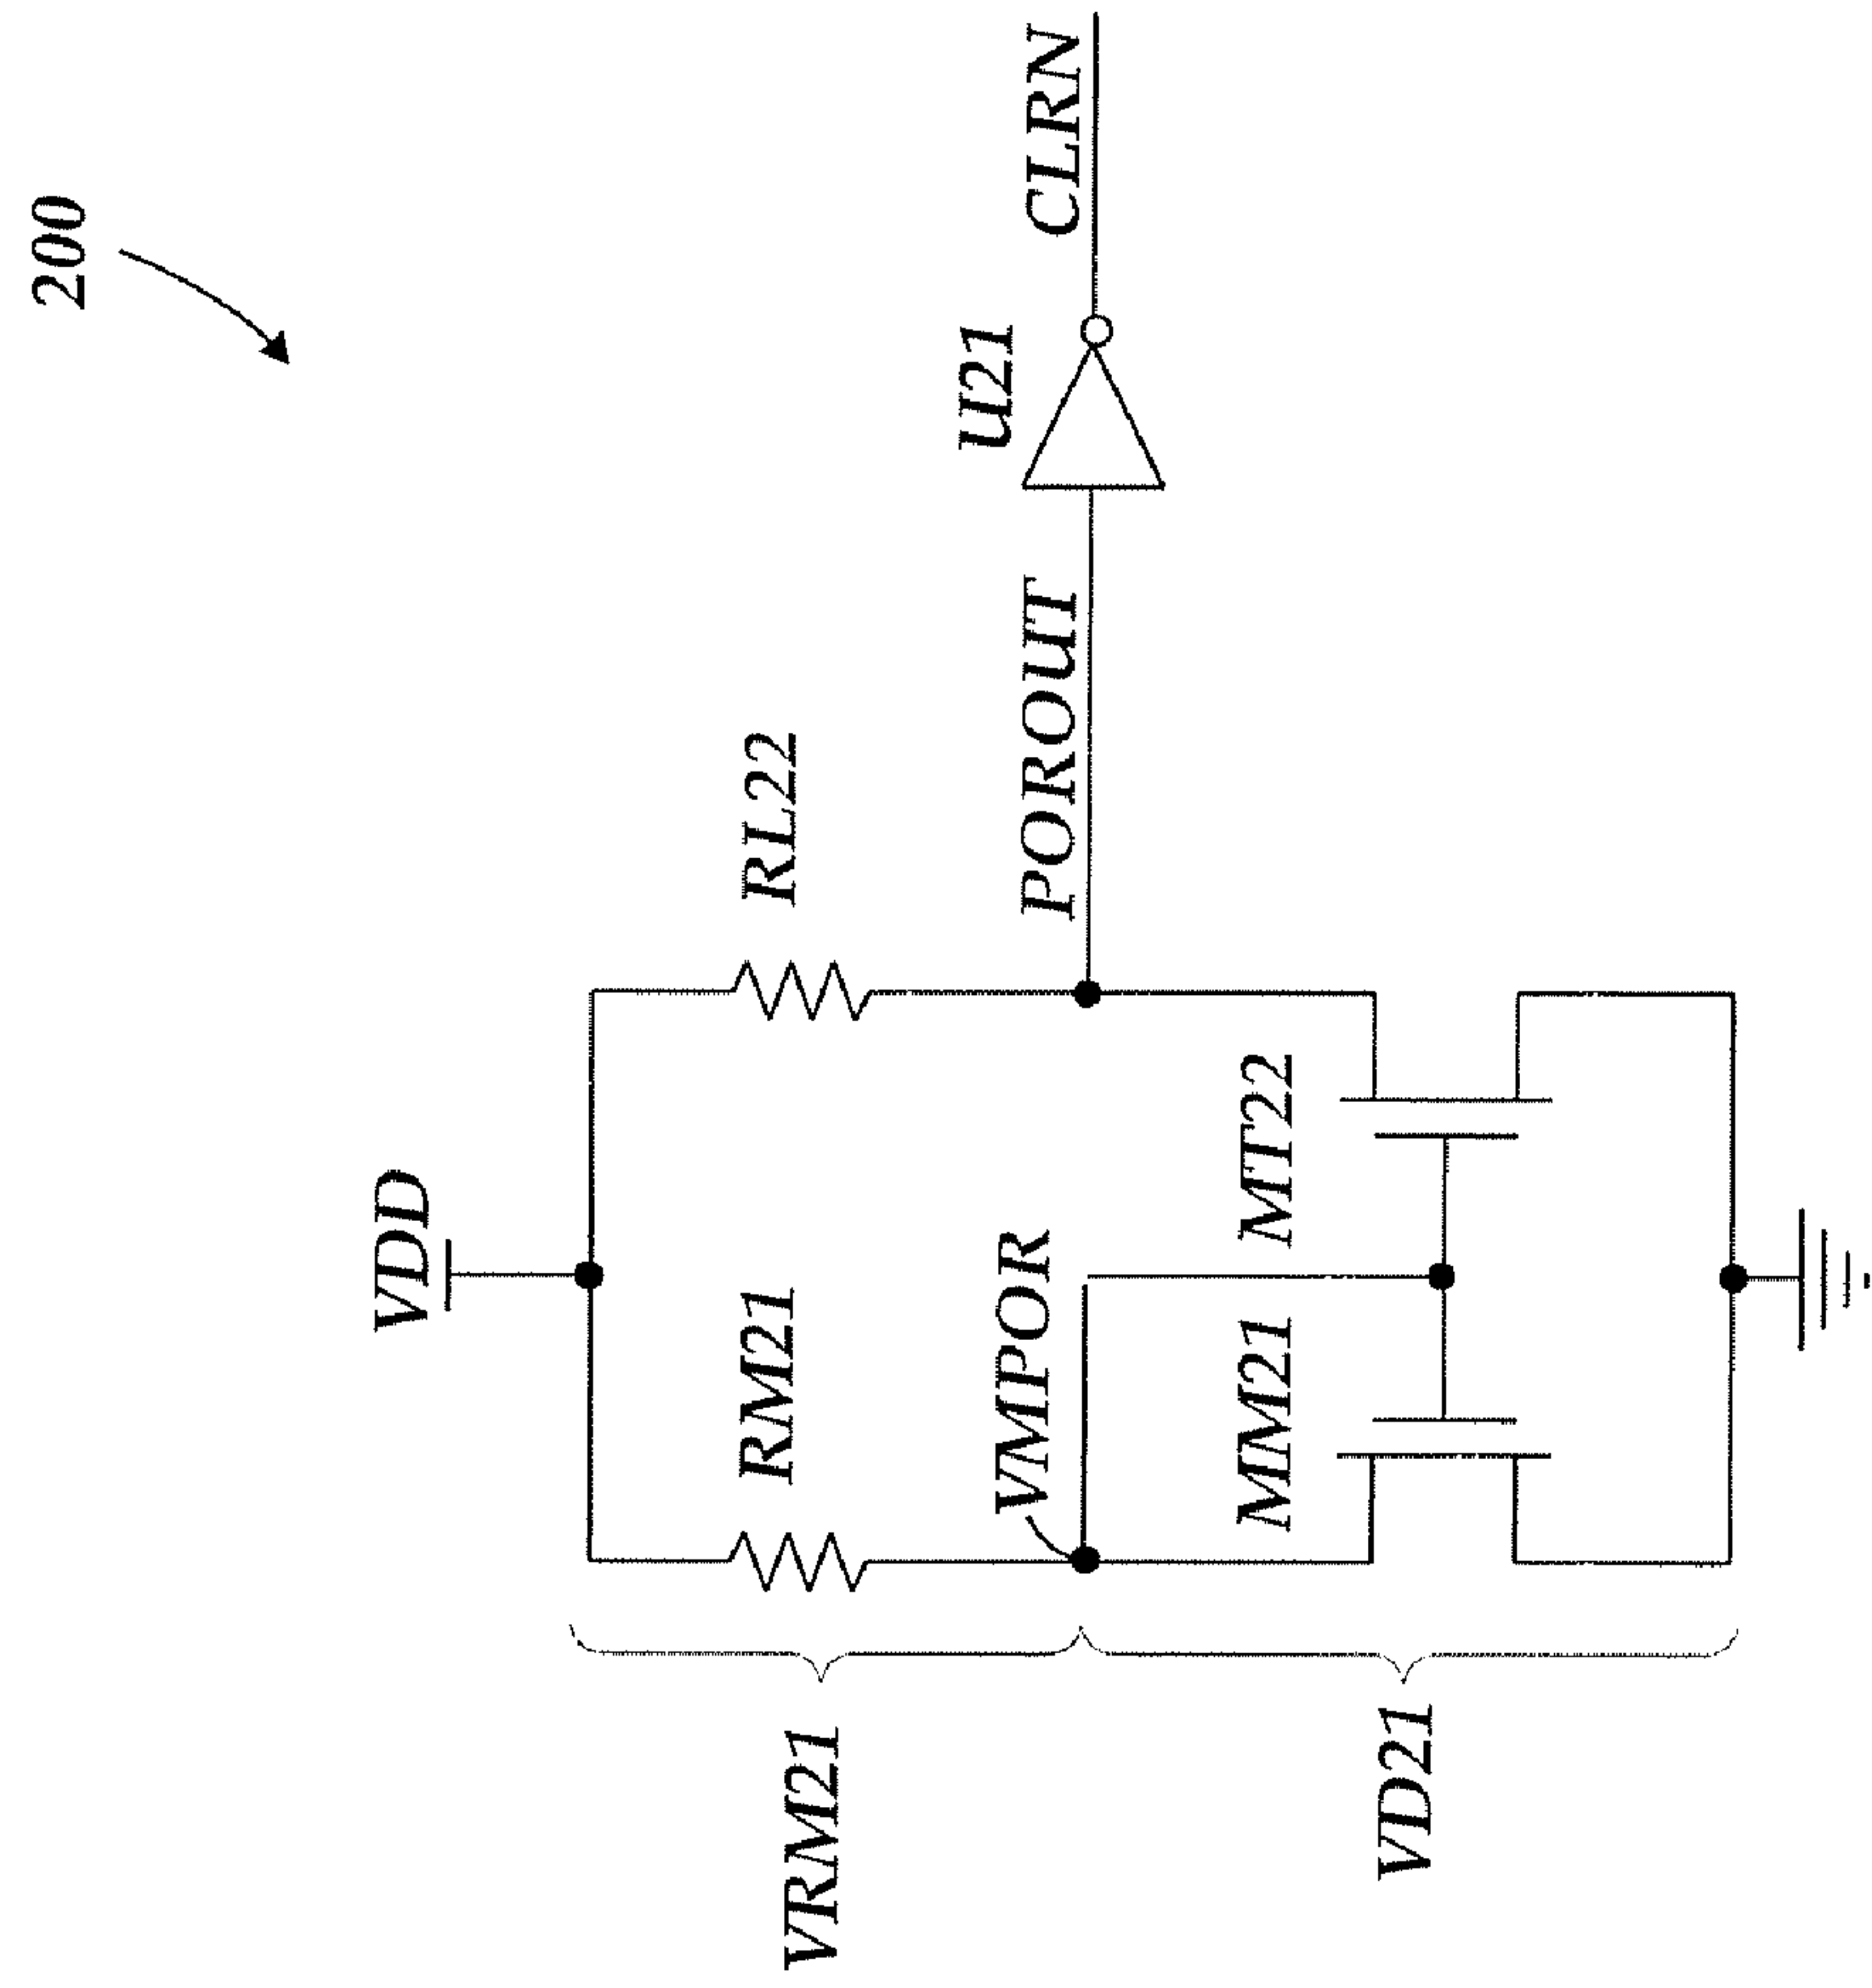 200
VDD
RM21
RL22
VRM21
VMPOR
POROUT
U21
CLRN
MM21
MT22
VD21